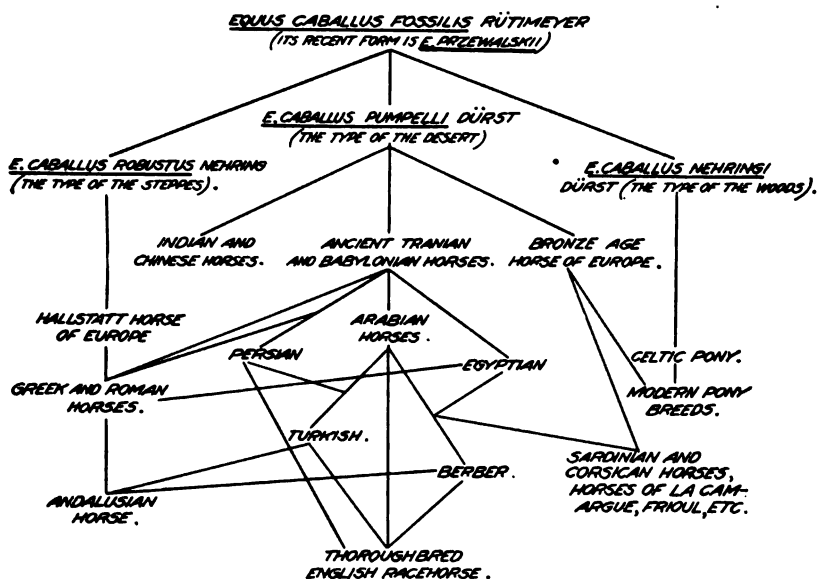 EQUUS CABALLUS FOSSILIS RÜTIMEYER
(ITS RECENT FORM IS E. PRZEWALSKII)
E. CABALLUS PUMPELLI DÜRST
(THE TYPE OF THE DESERT)
E. CABALLUS ROBUSTUS NEHRING
(THE TYPE OF THE STEPPES).
E. CABALLUS NEHRINGI
DÜRST (THE TYPE OF THE WOODS).
INDIAN AND
CHINESE HORSES.
ANCIENT TRANIAN
AND BABYLONIAN HORSES.
BRONZE AGE
HORSE OF EUROPE.
HALLSTATT HORSE
OF EUROPE
ARABIAN
HORSES.
PERSIAN
EGYPTIAN
CELTIC PONY.
GREEK AND ROMAN
HORSES.
MODERN PONY
BREEDS.
TURKISH.
BERBER.
SARDINIAN AND
CORSICAN HORSES,
HORSES OF LA CAM-
ARGUE, FRIOUL, ETC.
ANDALUSIAN
HORSE.
THOROUGHBRED
ENGLISH RACEHORSE.